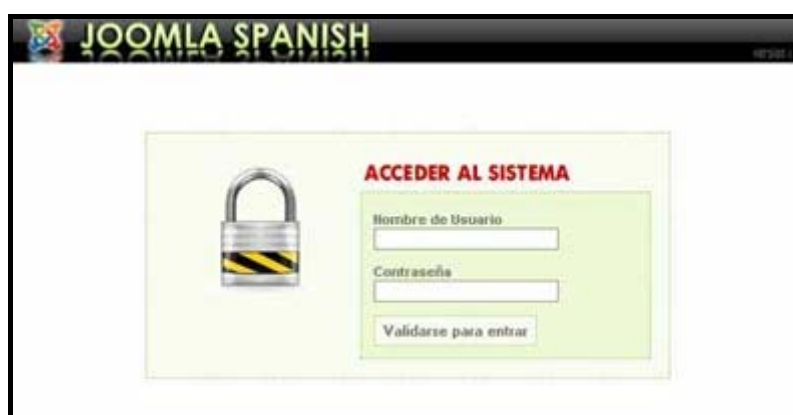 JOOMLA SPANISH
ACCEDER AL SISTEMA
Nombre de Usuario
Contraseña
Validarse para entrar